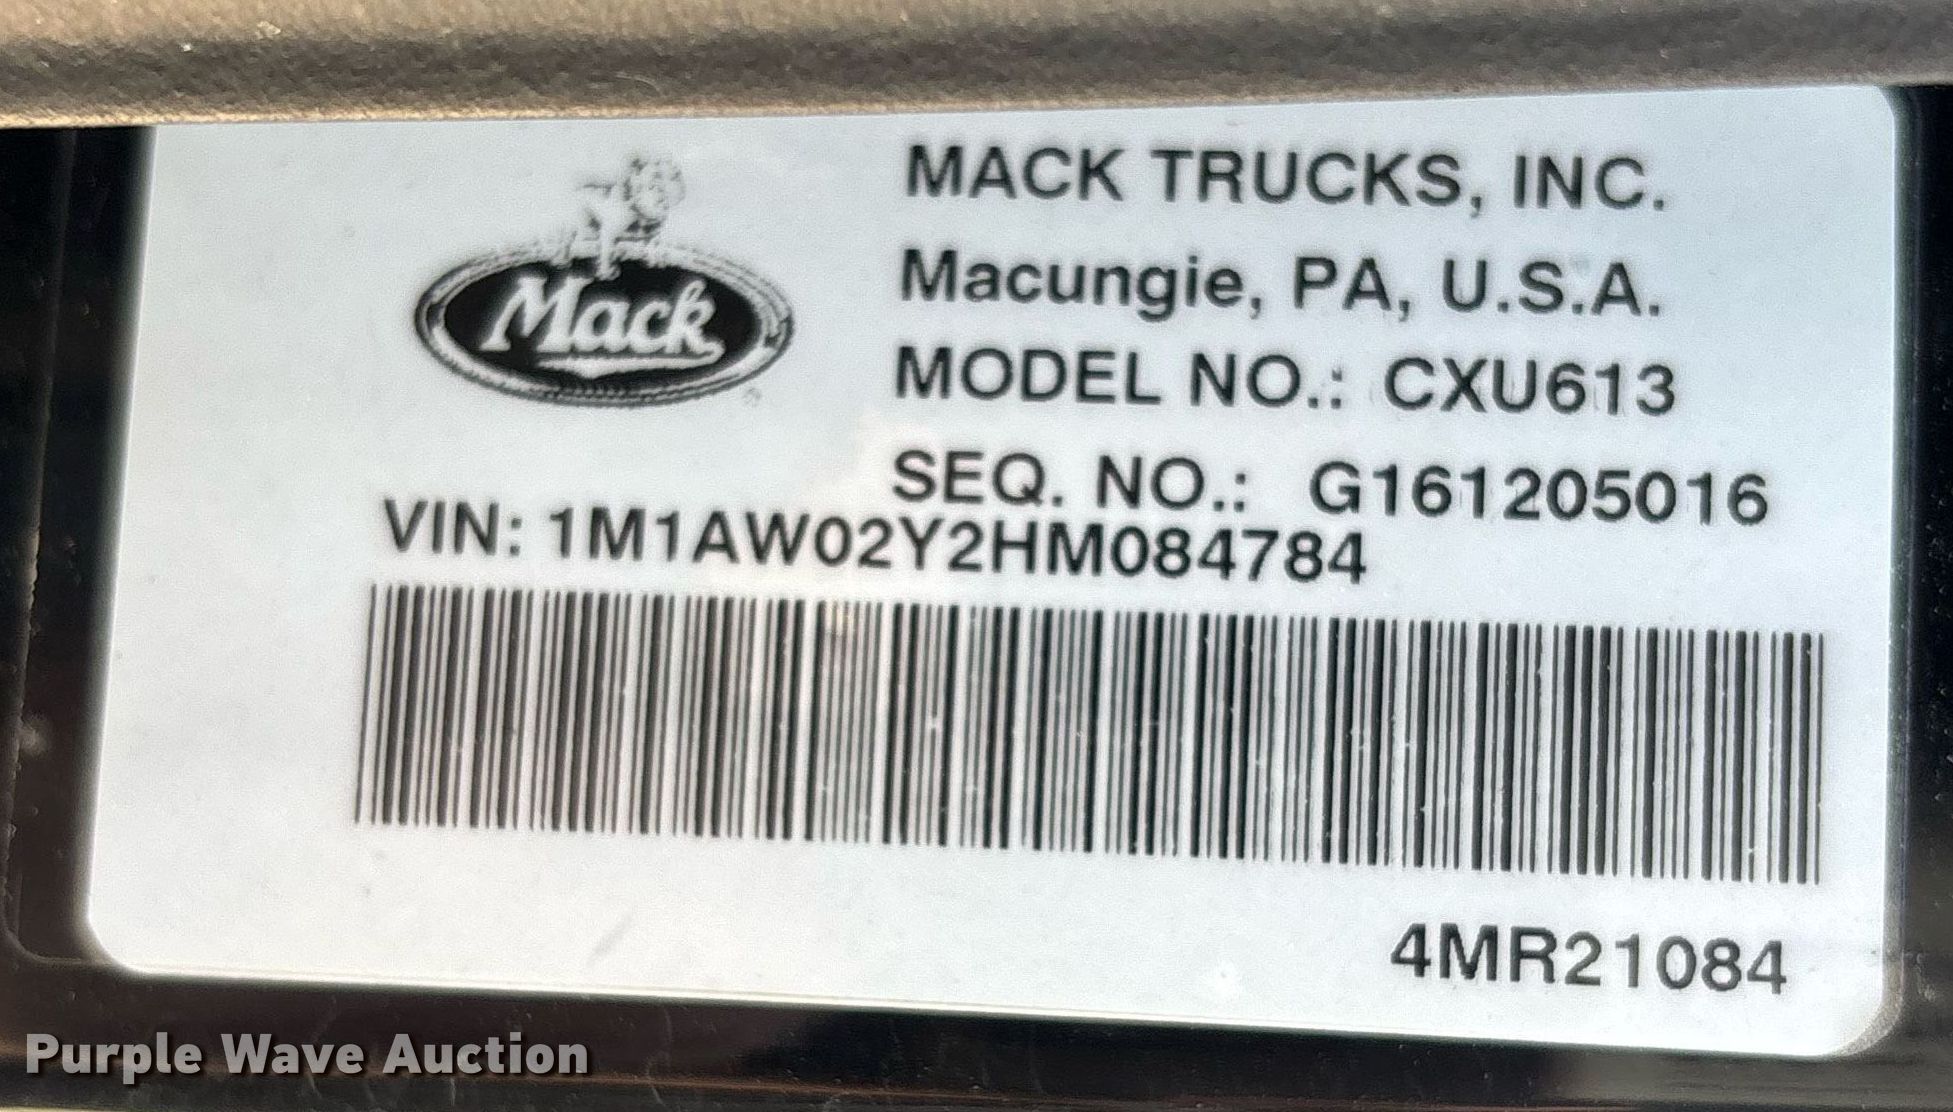 Mack
MACK TRUCKS, INC.
Macungie, PA, U.S.A.
MODEL NO.: CXU613
SEQ. NO.: G161205016
VIN: 1M1AW02Y2HM084784
4MR21084
Purple Wave Auction